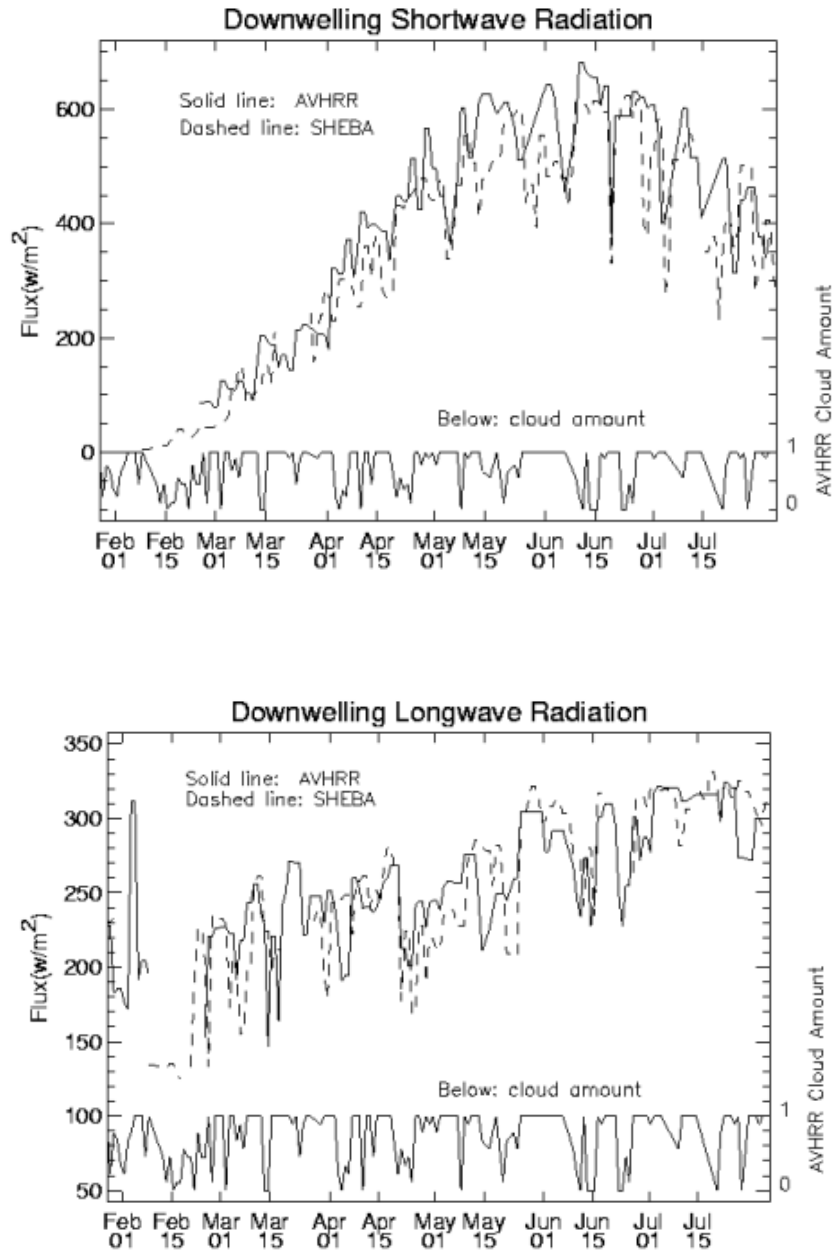 Downwelling Shortwave Radiation
Solid line: AVHRR
Dashed line: SHEBA
600
400
200
0
Flux(w/m²)
Below: cloud amount
1
0
AVHRR Cloud Amount
Feb Feb Mar Mar Apr Apr May May Jun Jun Jul Jul
01 15 01 15 01 15 01 15 01 15 01 15
Downwelling Longwave Radiation
Solid line: AVHRR
Dashed line: SHEBA
350
300
250
200
150
100
50
Flux(w/m²)
Below: cloud amount
1
0
AVHRR Cloud Amount
Feb Feb Mar Mar Apr Apr May May Jun Jun Jul Jul
01 15 01 15 01 15 01 15 01 15 01 15